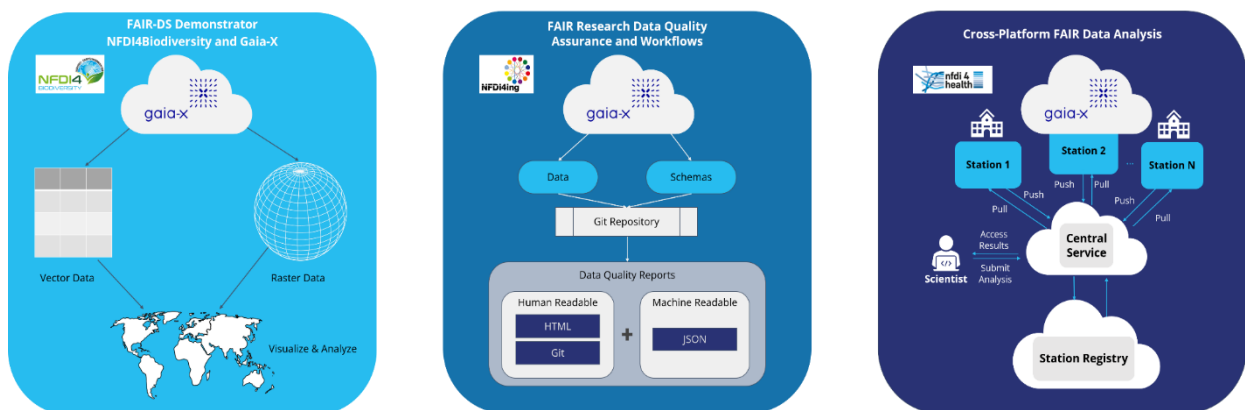 FAIR-DS Demonstrator
NFDI4Biodiversity and Gaia-X
NFDI4
BIODIVERSITY
gaia-x
Vector Data
Raster Data
Visualize & Analyze
FAIR Research Data Quality
Assurance and Workflows
NFDI4ing
gaia-x
Data
Schemas
Git Repository
Data Quality Reports
Human Readable
HTML
Git
+
Machine Readable
JSON
Cross-Platform FAIR Data Analysis
nfdi 4
health
gaia-x
Station 1
Station 2
...
Station N
Push
Pull
Push
Pull
Push
Pull
Access
Results
Submit
Analysis
Scientist
Central
Service
Station Registry